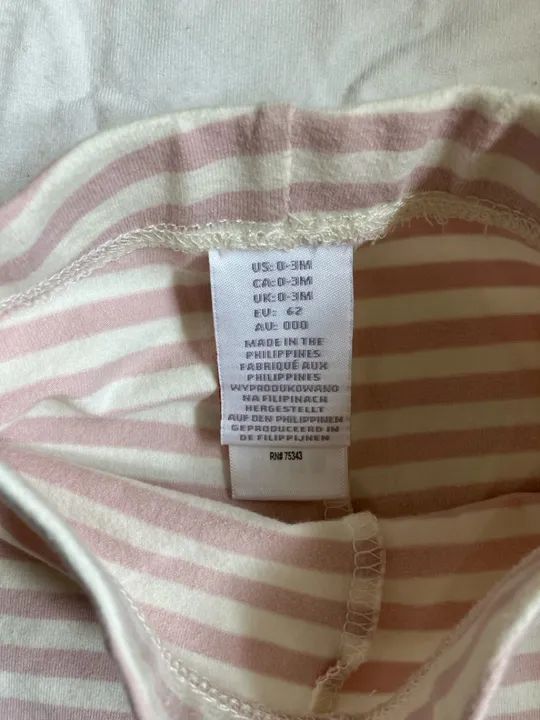 US: 0-3M
CA: 0-3M
UK: 0-3M
EU: 62
AU: 000
MADE IN THE
PHILIPPINES
FABRIQUÉ AUX
PHILIPPINES
WYPRODUKOWANO
NA FILIPINACH
HERGESTELLT
AUF DEN PHILIPPINEN
GEPRODUCEERD IN
DE FILIPPIJNEN
RN# 75343